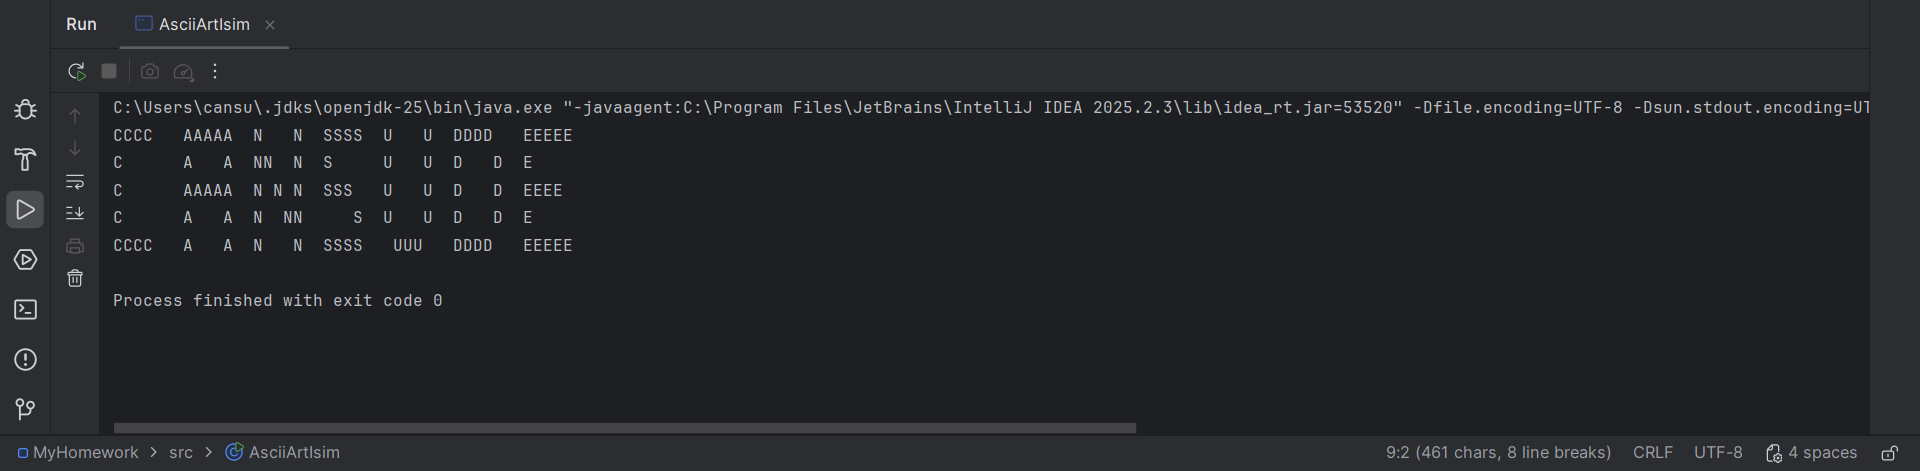 Run AsciiArtIsim
C:\Users\cansu\.jdks\openjdk-25\bin\java.exe "-javaagent:C:\Program Files\JetBrains\IntelliJ IDEA 2025.2.3\lib\idea_rt.jar=53520" -Dfile.encoding=UTF-8 -Dsun.stdout.encoding=UT
CCCC   AAAAA  N   N  SSSS  U   U  DDDD   EEEEE
C      A   A  NN  N  S     U   U  D   D  E
C      AAAAA  N N N  SSS   U   U  D   D  EEEE
C      A   A  N  NN     S  U   U  D   D  E
CCCC   A   A  N   N  SSSS   UUU   DDDD   EEEEE
Process finished with exit code 0
MyHomework > src > AsciiArtIsim 9:2 (461 chars, 8 line breaks) CRLF UTF-8 4 spaces